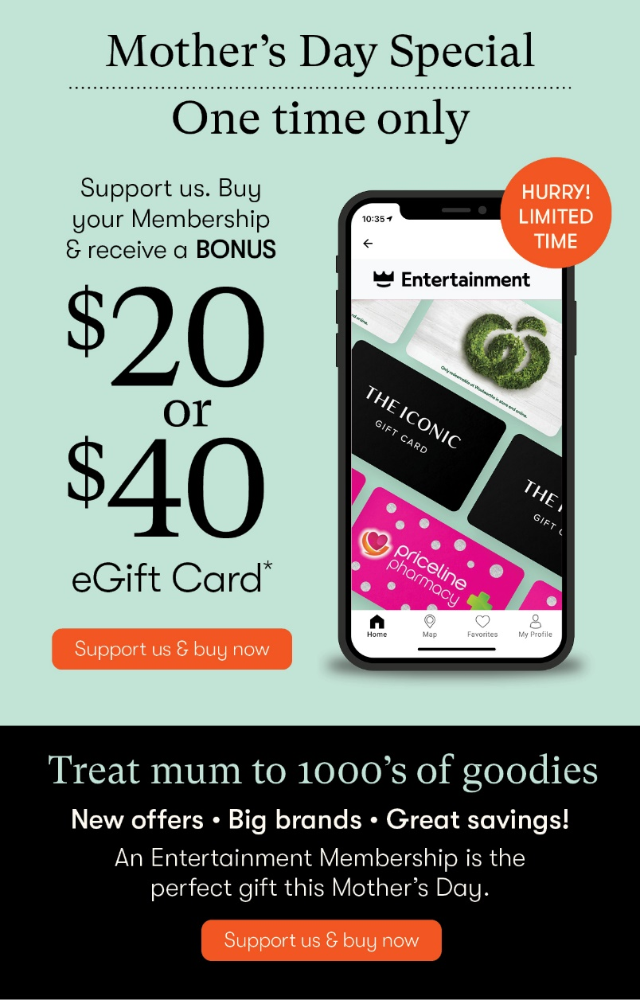 Mother's Day Special
One time only
Support us. Buy
your Membership
& receive a BONUS
$20
or
$40
eGift Card*
Support us & buy now
HURRY!
LIMITED
TIME
10:35
Entertainment
Only redeemable at Woolworths in store and online.
THE ICONIC
GIFT CARD
THE I
GIFT C
priceline
pharmacy
Home Map Favorites My Profile
Treat mum to 1000's of goodies
New offers • Big brands • Great savings!
An Entertainment Membership is the
perfect gift this Mother's Day.
Support us & buy now